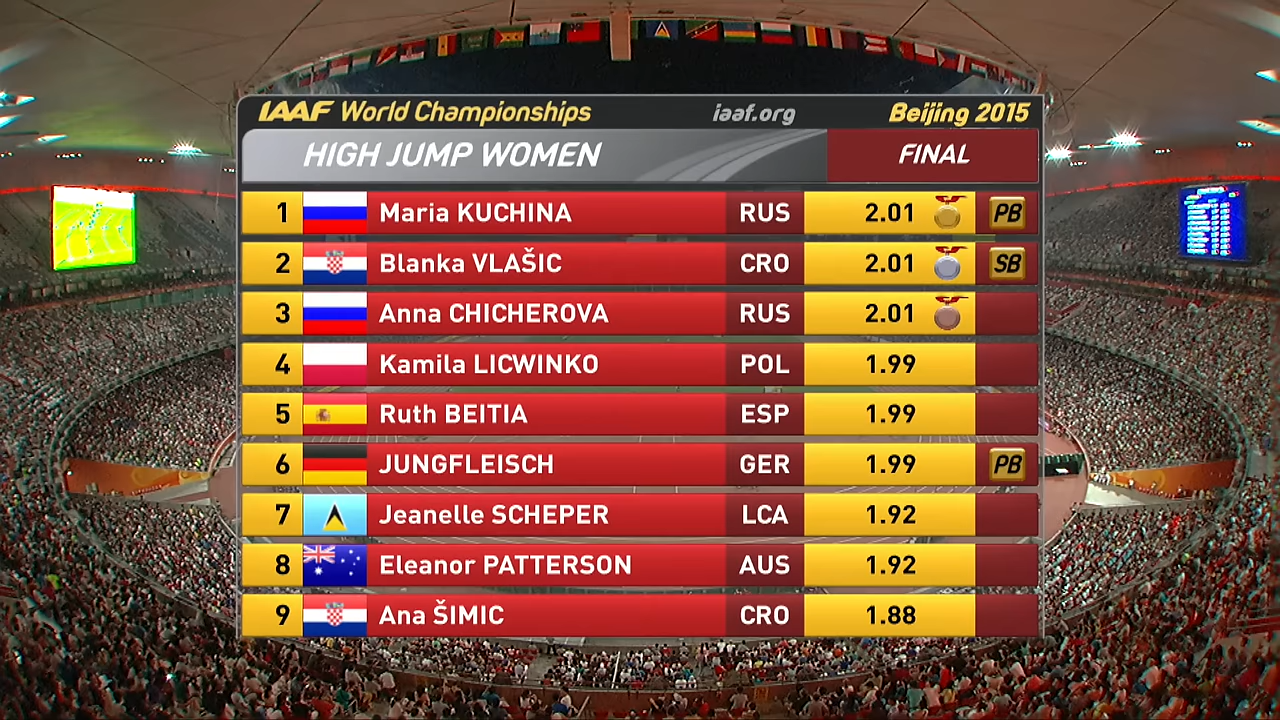 IAAF World Championships iaaf.org Beijing 2015
HIGH JUMP WOMEN FINAL
1 Maria KUCHINA RUS 2.01 PB
2 Blanka VLAŠIC CRO 2.01 SB
3 Anna CHICHEROVA RUS 2.01
4 Kamila LICWINKO POL 1.99
5 Ruth BEITIA ESP 1.99
6 JUNGFLEISCH GER 1.99 PB
7 Jeanelle SCHEPER LCA 1.92
8 Eleanor PATTERSON AUS 1.92
9 Ana ŠIMIC CRO 1.88